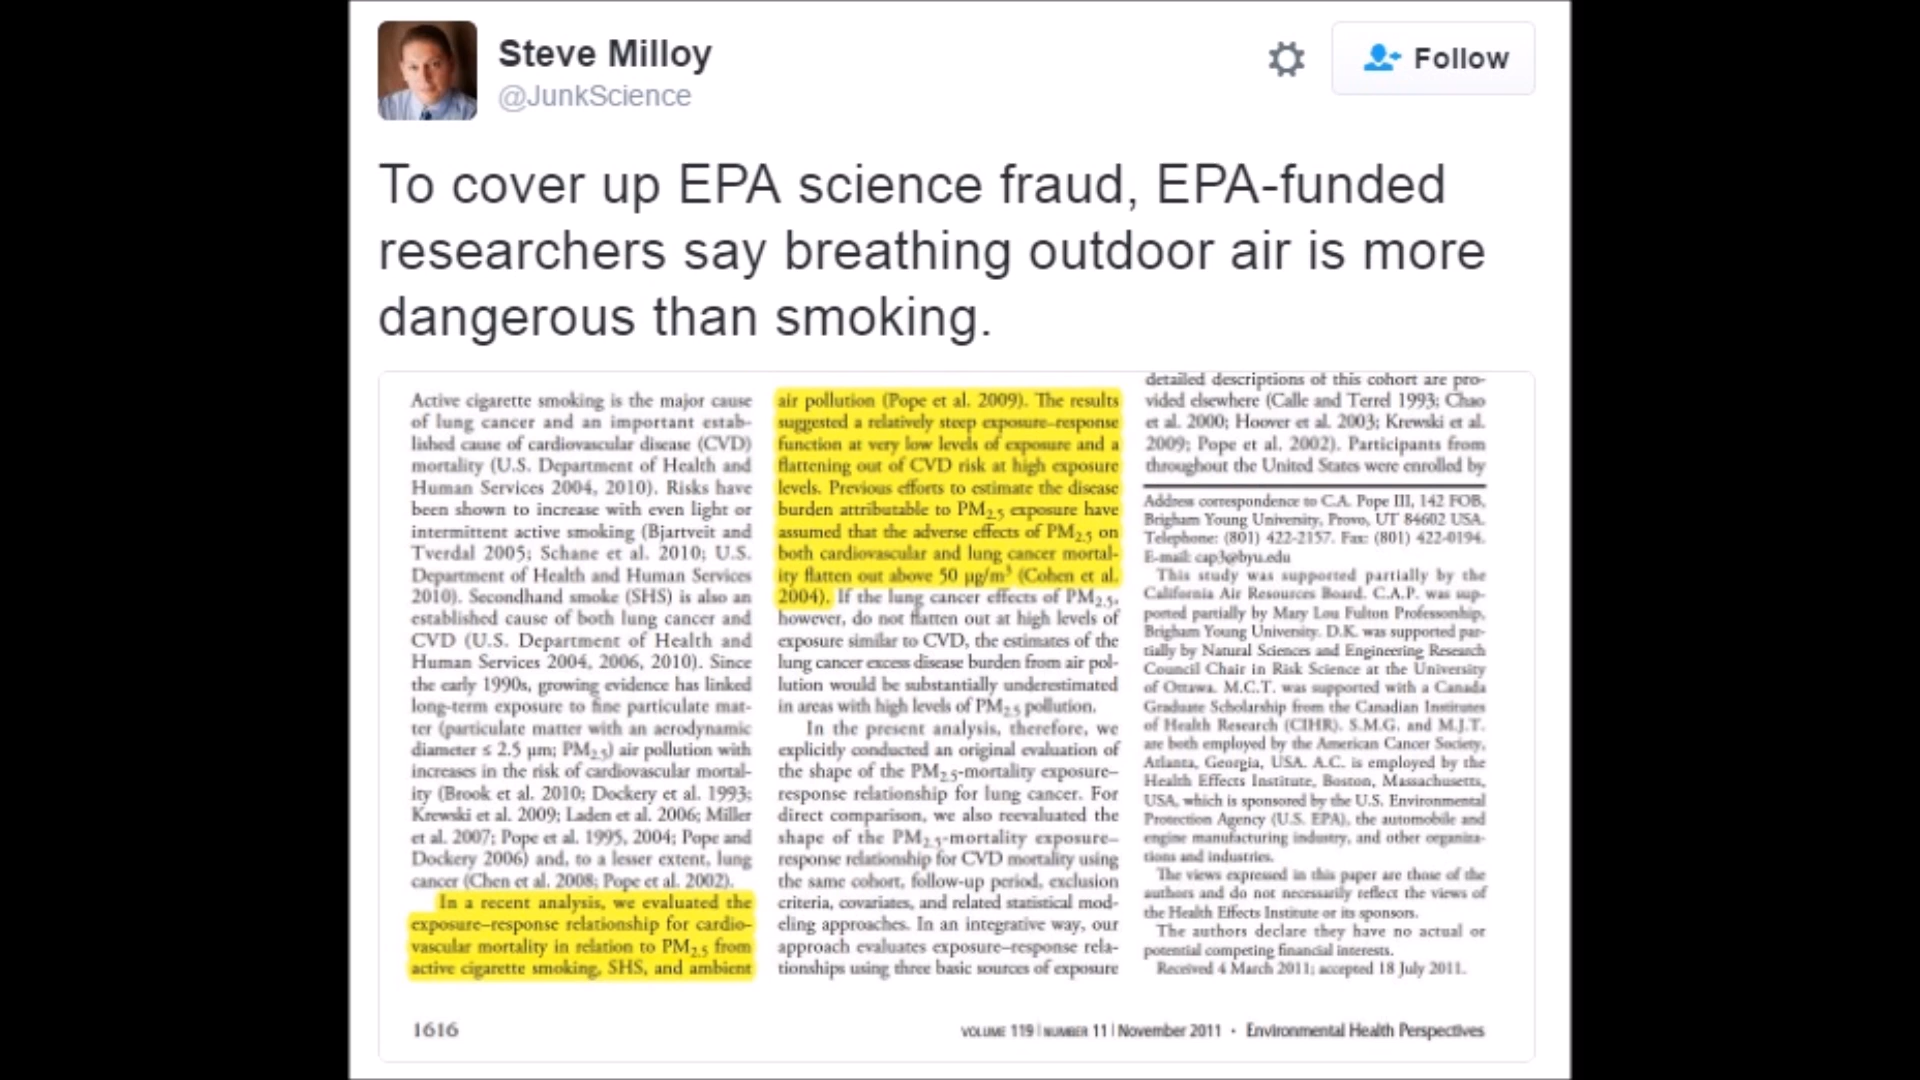 Steve Milloy
@JunkScience
Follow
To cover up EPA science fraud, EPA-funded
researchers say breathing outdoor air is more
dangerous than smoking.
Active cigarette smoking is the major cause
of lung cancer and an important estab-
lished cause of cardiovascular disease (CVD)
mortality (U.S. Department of Health and
Human Services 2004, 2010). Risks have
been shown to increase with even light or
intermittent active smoking (Bjartveit and
Tverdal 2005; Schane et al. 2010; U.S.
Department of Health and Human Services
2010). Secondhand smoke (SHS) is also an
established cause of both lung cancer and
CVD (U.S. Department of Health and
Human Services 2004, 2006, 2010). Since
the early 1990s, growing evidence has linked
long-term exposure to fine particulate mat-
ter (particulate matter with an aerodynamic
diameter ≤ 2.5 μm; PM2.5) air pollution with
increases in the risk of cardiovascular mortal-
ity (Brook et al. 2010; Dockery et al. 1993;
Krewski et al. 2009; Laden et al. 2006; Miller
et al. 2007; Pope et al. 1995, 2004; Pope and
Dockery 2006) and, to a lesser extent, lung
cancer (Chen et al. 2008; Pope et al. 2002).
In a recent analysis, we evaluated the
exposure–response relationship for cardio-
vascular mortality in relation to PM2.5 from
active cigarette smoking, SHS, and ambient
air pollution (Pope et al. 2009). The results
suggested a relatively steep exposure–response
function at very low levels of exposure and a
flattening out of CVD risk at high exposure
levels. Previous efforts to estimate the disease
burden attributable to PM2.5 exposure have
assumed that the adverse effects of PM2.5 on
both cardiovascular and lung cancer mortal-
ity flatten out above 50 μg/m³ (Cohen et al.
2004). If the lung cancer effects of PM2.5,
however, do not flatten out at high levels of
exposure similar to CVD, the estimates of the
lung cancer excess disease burden from air pol-
lution would be substantially underestimated
in areas with high levels of PM2.5 pollution.
In the present analysis, therefore, we
explicitly conducted an original evaluation of
the shape of the PM2.5-mortality exposure–
response relationship for lung cancer. For
direct comparison, we also reevaluated the
shape of the PM2.5-mortality exposure–
response relationship for CVD mortality using
the same cohort, follow-up period, exclusion
criteria, covariates, and related statistical mod-
eling approaches. In an integrative way, our
approach evaluates exposure–response rela-
tionships using three basic sources of exposure
detailed descriptions of this cohort are pro-
vided elsewhere (Calle and Terrel 1993; Chao
et al. 2000; Hoover et al. 2003; Krewski et al.
2009; Pope et al. 2002). Participants from
throughout the United States were enrolled by
Address correspondence to C.A. Pope III, 142 FOB,
Brigham Young University, Provo, UT 84602 USA.
Telephone: (801) 422-2157. Fax: (801) 422-0194.
E-mail: cap3@byu.edu
This study was supported partially by the
California Air Resources Board. C.A.P. was sup-
ported partially by Mary Lou Fulton Professorship,
Brigham Young University. D.K. was supported par-
tially by Natural Sciences and Engineering Research
Council Chair in Risk Science at the University
of Ottawa. M.C.T. was supported with a Canada
Graduate Scholarship from the Canadian Institutes
of Health Research (CIHR). S.M.G. and M.J.T.
are both employed by the American Cancer Society,
Atlanta, Georgia, USA. A.C. is employed by the
Health Effects Institute, Boston, Massachusetts,
USA, which is sponsored by the U.S. Environmental
Protection Agency (U.S. EPA), the automobile and
engine manufacturing industry, and other organiza-
tions and industries.
The views expressed in this paper are those of the
authors and do not necessarily reflect the views of
the Health Effects Institute or its sponsors.
The authors declare they have no actual or
potential competing financial interests.
Received 4 March 2011; accepted 18 July 2011.
1616
VOLUME 119 | NUMBER 11 | November 2011 • Environmental Health Perspectives